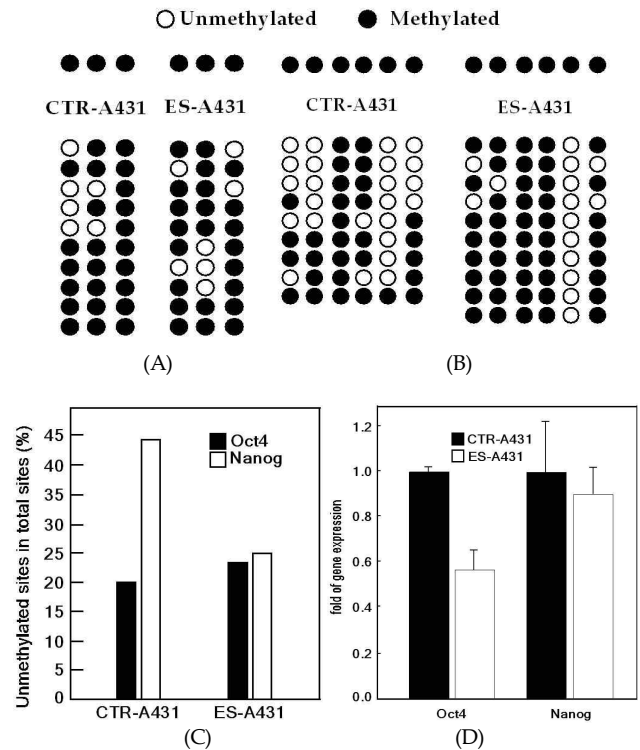 Unmethylated Methylated
CTR-A431 ES-A431 CTR-A431 ES-A431
(A) (B)
Unmethylated sites in total sites (%)
45
40
35
45
25
20
15
10
5
0
Oct4
Nanog
CTR-A431 ES-A431
(C)
fold of gene expression
1.2
1.0
0.8
0.6
0.4
0.2
0.0
CTR-A431
ES-A431
Oct4 Nanog
(D)